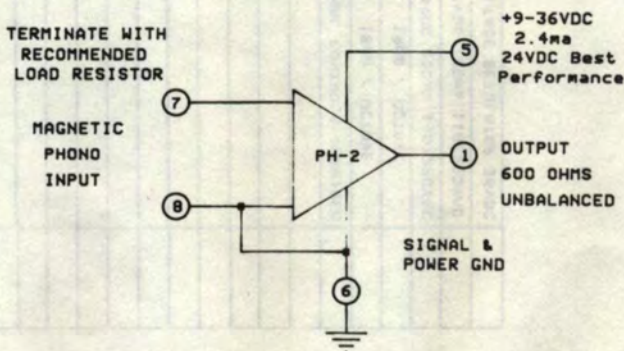 TERMINATE WITH
RECOMMENDED
LOAD RESISTOR
7
MAGNETIC
PHONO
INPUT
8
PH-2
+9-36VDC
2.4ma
24VDC Best
Performance
5
1
OUTPUT
600 OHMS
UNBALANCED
SIGNAL &
POWER GND
6